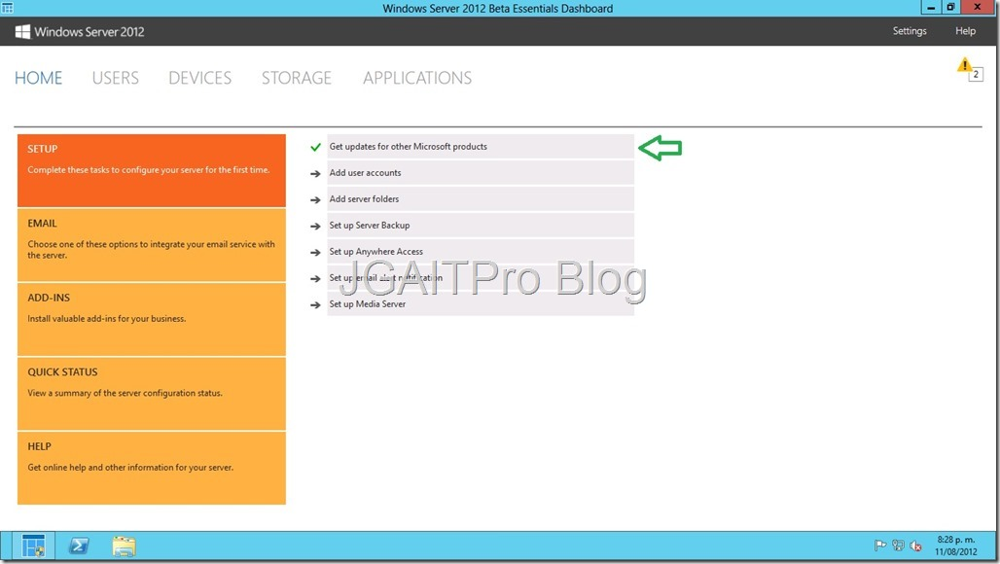 Windows Server 2012 Beta Essentials Dashboard
Windows Server 2012
Settings
Help
HOME
USERS
DEVICES
STORAGE
APPLICATIONS
2
SETUP
Complete these tasks to configure your server for the first time.
EMAIL
Choose one of these options to integrate your email service with
the server.
ADD-INS
Install valuable add-ins for your business.
QUICK STATUS
View a summary of the server configuration status.
HELP
Get online help and other information for your server.
Get updates for other Microsoft products
Add user accounts
Add server folders
Set up Server Backup
Set up Anywhere Access
Set up email alert notification
Set up Media Server
JGAITPro Blog
8:28 p. m.
11/08/2012